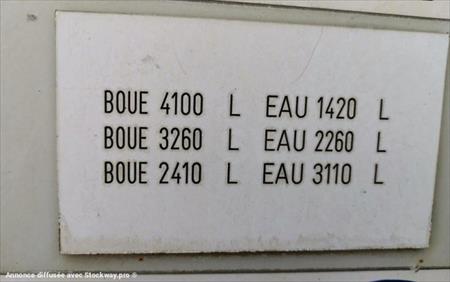 BOUE 4100 L EAU 1420 L
BOUE 3260 L EAU 2260 L
BOUE 2410 L EAU 3110 L
Annonce diffusée avec Stockway.pro ®